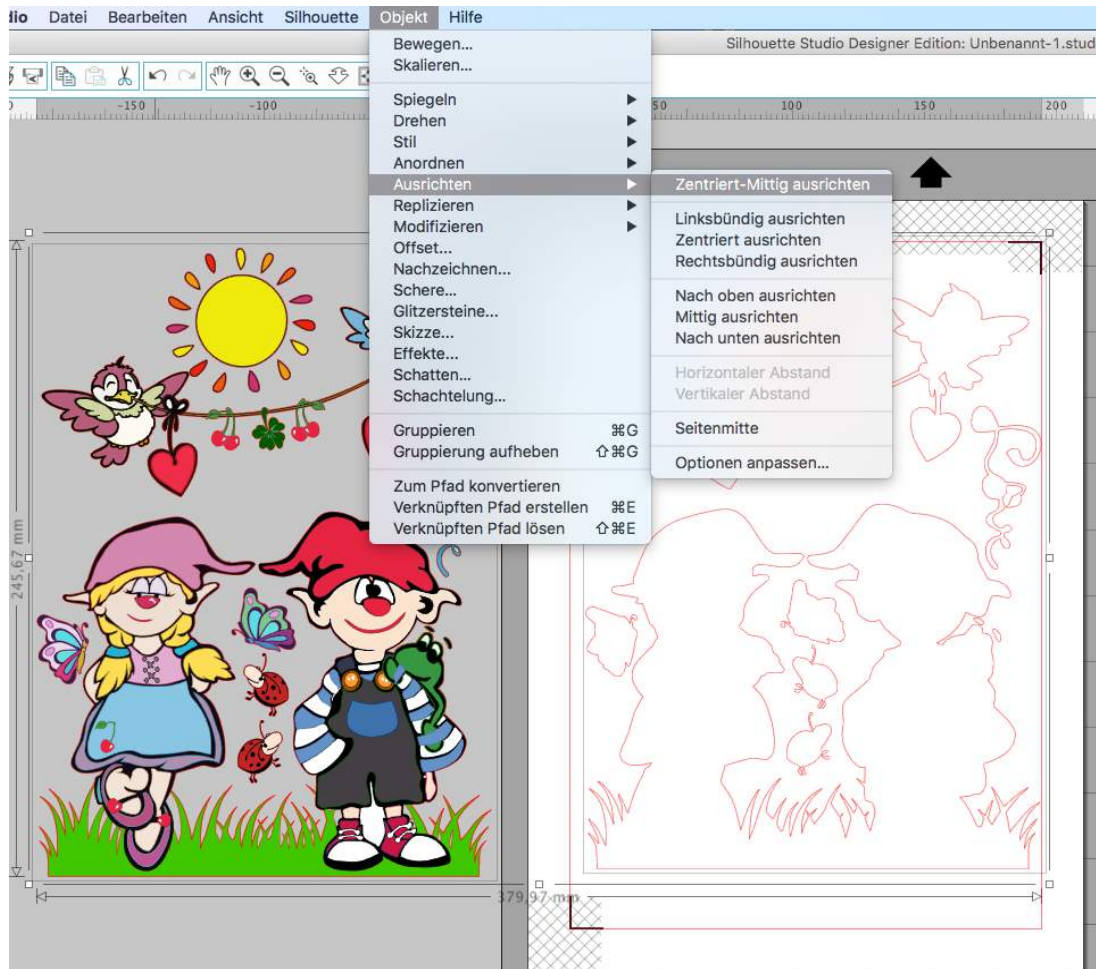 dio Datei Bearbeiten Ansicht Silhouette Objekt Hilfe
Silhouette Studio Designer Edition: Unbenannt-1.stud
-150 -100 50 100 150 200
Bewegen...
Skalieren...
Spiegeln
Drehen
Stil
Anordnen
Ausrichten
Replizieren
Modifizieren
Offset...
Nachzeichnen...
Schere...
Glitzersteine...
Skizze...
Effekte...
Schatten...
Schachtelung...
Gruppieren ⌘G
Gruppierung aufheben ⇧⌘G
Zum Pfad konvertieren
Verknüpften Pfad erstellen ⌘E
Verknüpften Pfad lösen ⇧⌘E
Zentriert-Mittig ausrichten
Linksbündig ausrichten
Zentriert ausrichten
Rechtsbündig ausrichten
Nach oben ausrichten
Mittig ausrichten
Nach unten ausrichten
Horizontaler Abstand
Vertikaler Abstand
Seitenmitte
Optionen anpassen...
245,67 mm
379,97 mm